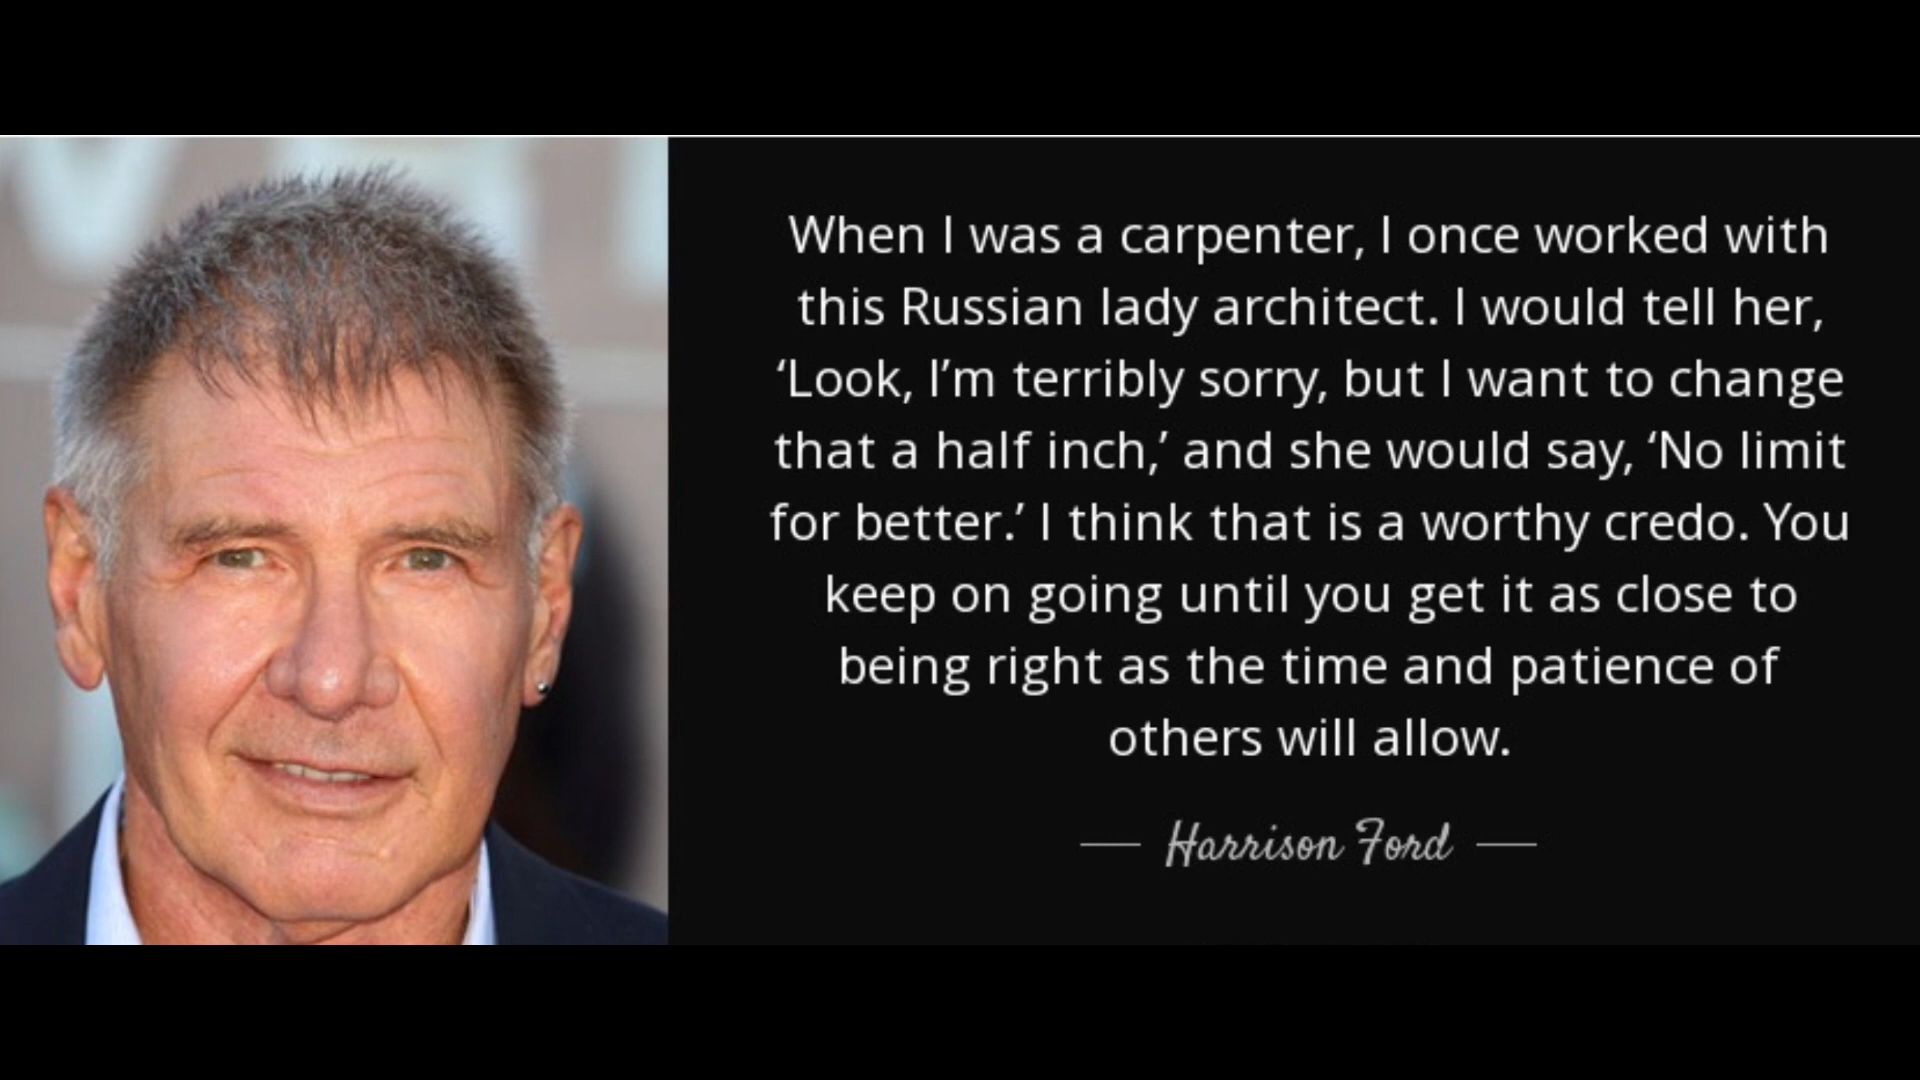 When I was a carpenter, I once worked with
this Russian lady architect. I would tell her,
‘Look, I’m terribly sorry, but I want to change
that a half inch,’ and she would say, ‘No limit
for better.’ I think that is a worthy credo. You
keep on going until you get it as close to
being right as the time and patience of
others will allow.
Harrison Ford